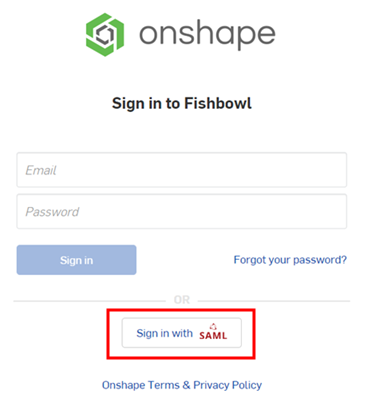 onshape
Sign in to Fishbowl
Email
Password
Sign in
Forgot your password?
OR
Sign in with SAML
Onshape Terms & Privacy Policy